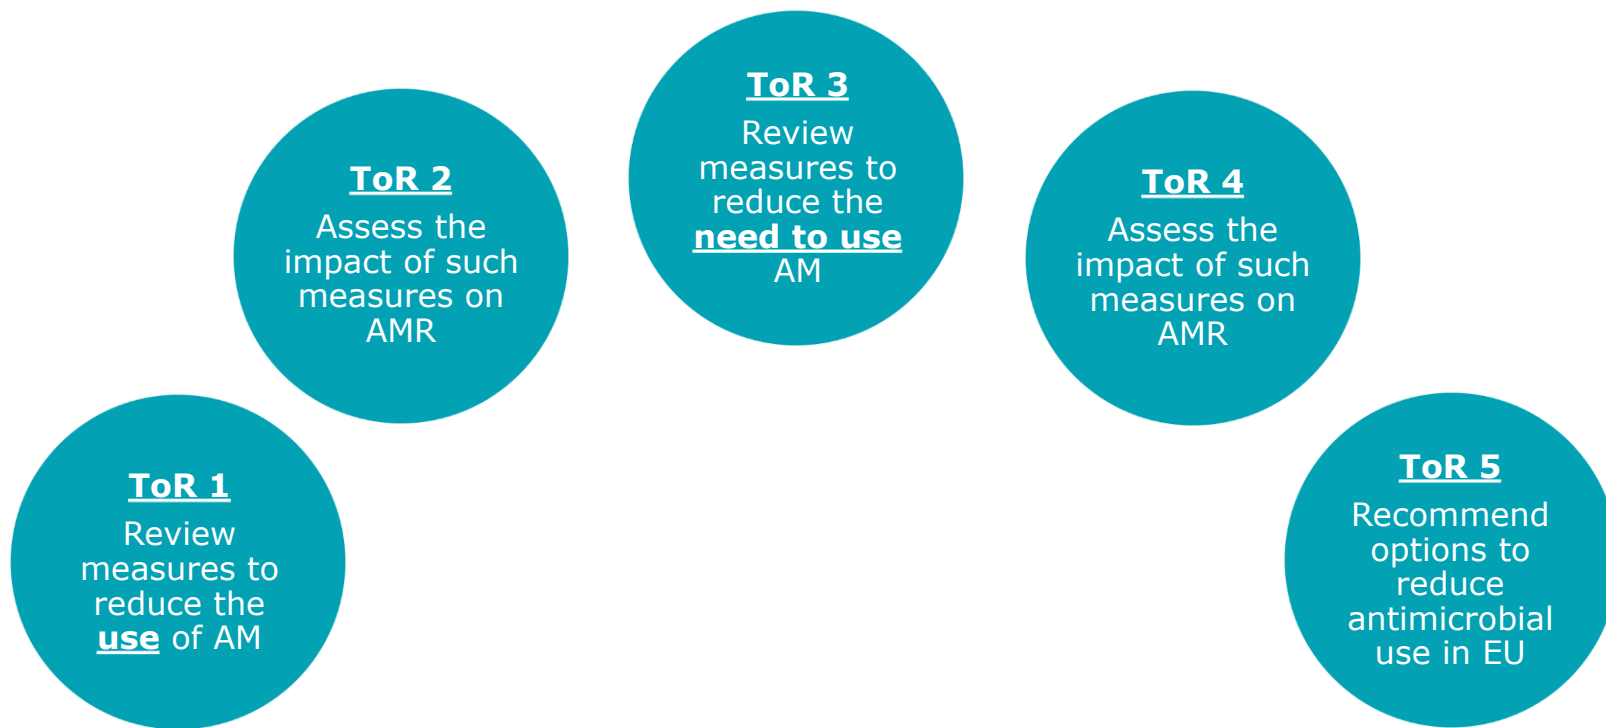 ToR 1
Review
measures to
reduce the
use of AM
ToR 2
Assess the
impact of such
measures on
AMR
ToR 3
Review
measures to
reduce the
need to use
AM
ToR 4
Assess the
impact of such
measures on
AMR
ToR 5
Recommend
options to
reduce
antimicrobial
use in EU